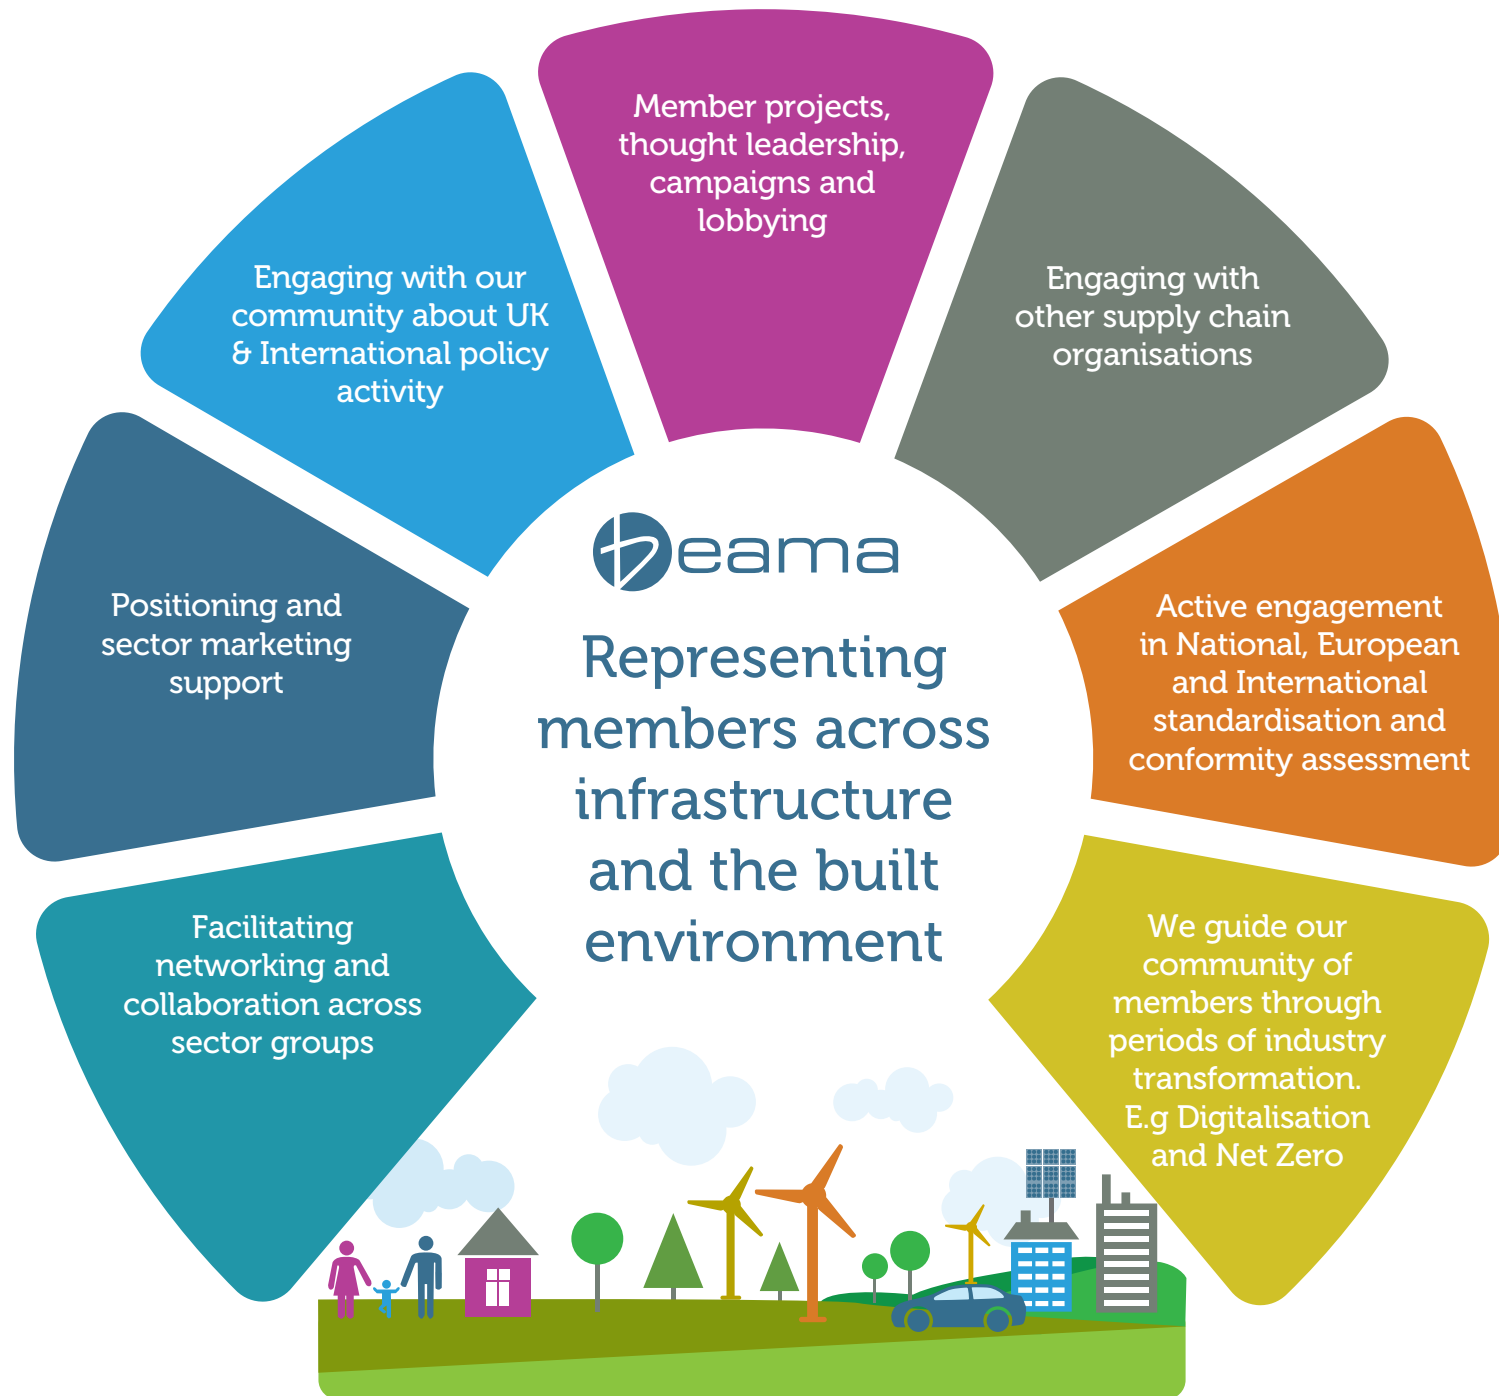 Member projects,
thought leadership,
campaigns and
lobbying
Engaging with our
community about UK
& International policy
activity
Engaging with
other supply chain
organisations
Positioning and
sector marketing
support
Active engagement
in National, European
and International
standardisation and
conformity assessment
Facilitating
networking and
collaboration across
sector groups
We guide our
community of
members through
periods of industry
transformation.
E.g Digitalisation
and Net Zero
beama
Representing
members across
infrastructure
and the built
environment